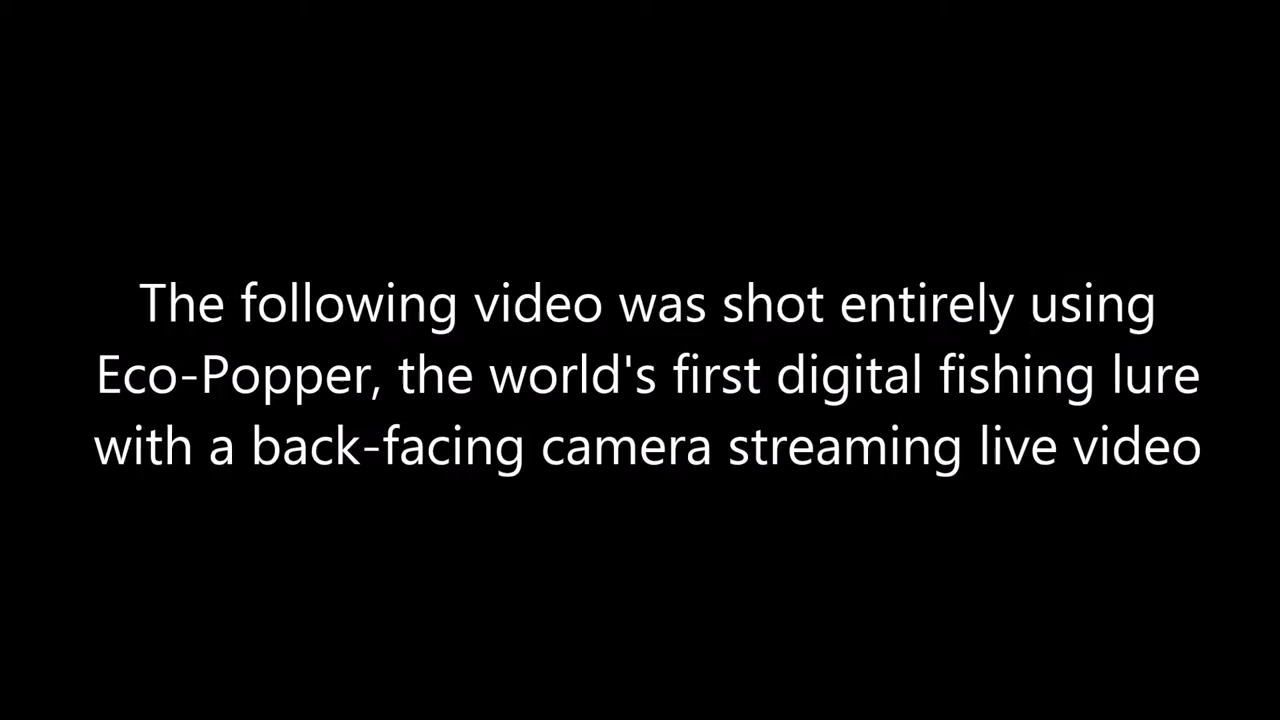 The following video was shot entirely using
Eco-Popper, the world's first digital fishing lure
with a back-facing camera streaming live video